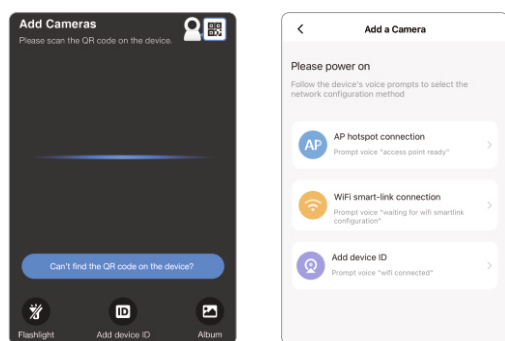 Add Cameras
Please scan the QR code on the device.
Can't find the QR code on the device?
ID
Flashlight
Add device ID
Album
Add a Camera
Please power on
Follow the device's voice prompts to select the
network configuration method
AP
AP hotspot connection
Prompt voice "access point ready"
WiFi smart-link connection
Prompt voice "waiting for wifi smartlink
configuration"
Add device ID
Prompt voice "wifi connected"